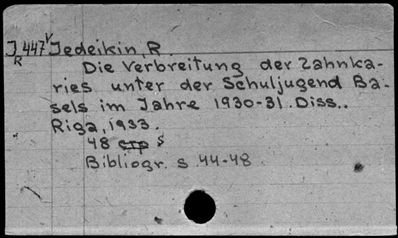 J 447 v Jedeikin, R.
R
Die Verbreitung der Zahnka-
ries unter der Schuljugend Ba-
sels im Jahre 1930-31. Diss..
Riga, 1933.
48 стр s
Bibliogr. s. 44-48.